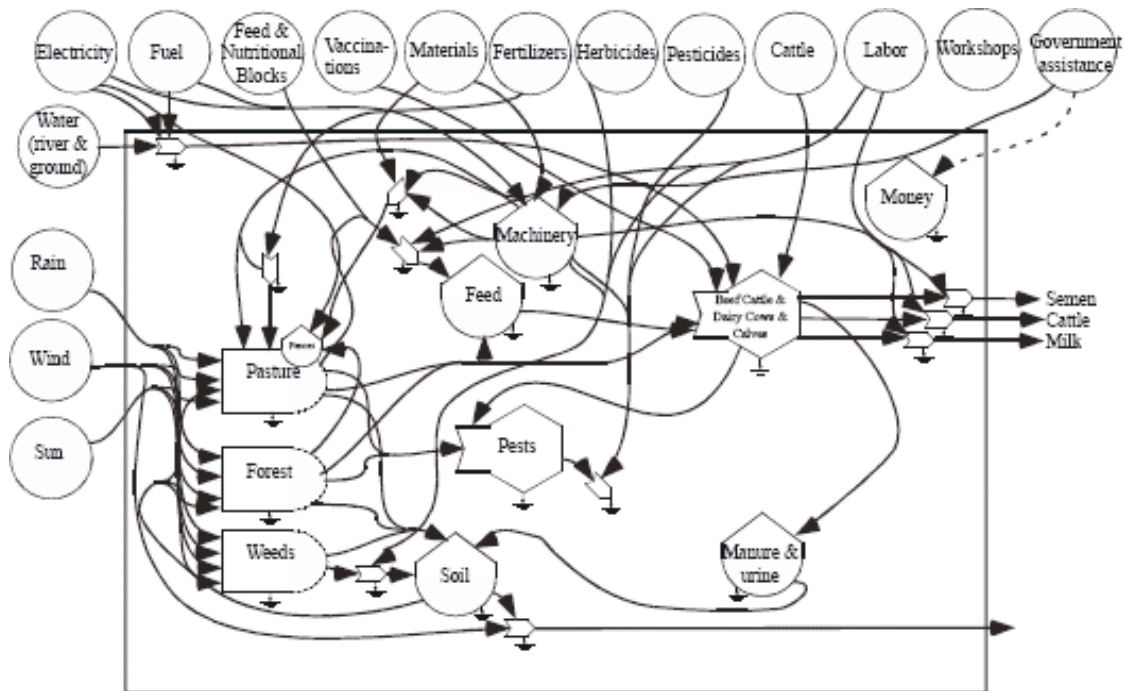 Electricity
Fuel
Feed &
Nutritional
Blocks
Vaccina-
tions
Materials
Fertilizers
Herbicides
Pesticides
Cattle
Labor
Workshops
Government
assistance
Water
(river &
ground)
Money
Machinery
Rain
Feed
Beef Cattle &
Dairy Cows &
Calves
Semen
Cattle
Milk
Wind
Pasture
Sun
Pests
Forest
Weeds
Soil
Manure &
urine